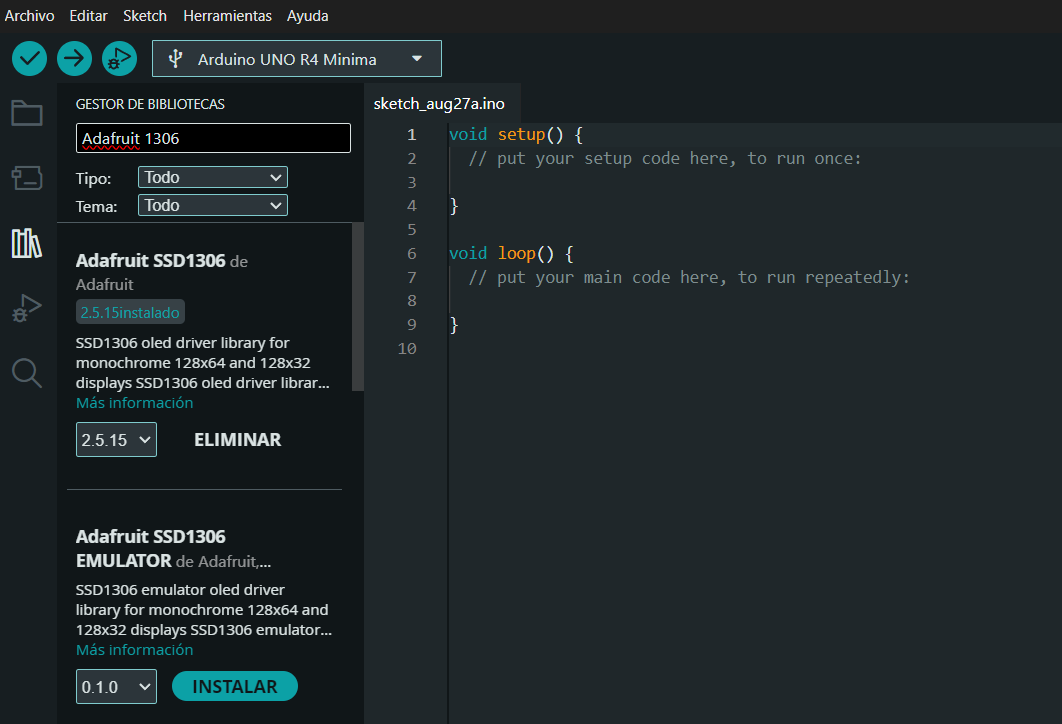 Archivo Editar Sketch Herramientas Ayuda
Arduino UNO R4 Minima
GESTOR DE BIBLIOTECAS
Adafruit 1306
Tipo: Todo
Tema: Todo
Adafruit SSD1306 de
Adafruit
2.5.15instalado
SSD1306 oled driver library for
monochrome 128x64 and 128x32
displays SSD1306 oled driver librar...
Más información
2.5.15 ELIMINAR
Adafruit SSD1306
EMULATOR de Adafruit,...
SSD1306 emulator oled driver
library for monochrome 128x64 and
128x32 displays SSD1306 emulator...
Más información
0.1.0 INSTALAR
sketch_aug27a.ino
1 void setup() {
2 // put your setup code here, to run once:
3
4 }
5
6 void loop() {
7 // put your main code here, to run repeatedly:
8
9 }
10